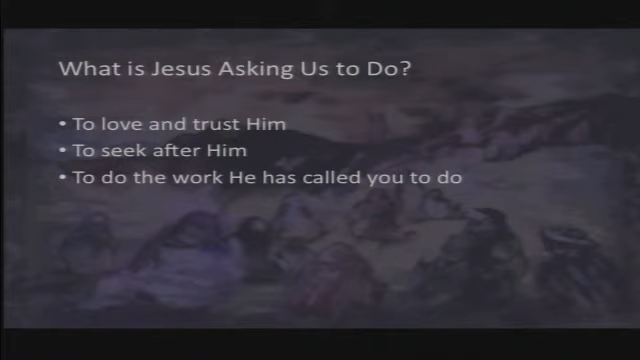 What is Jesus Asking Us to Do?
• To love and trust Him
• To seek after Him
• To do the work He has called you to do